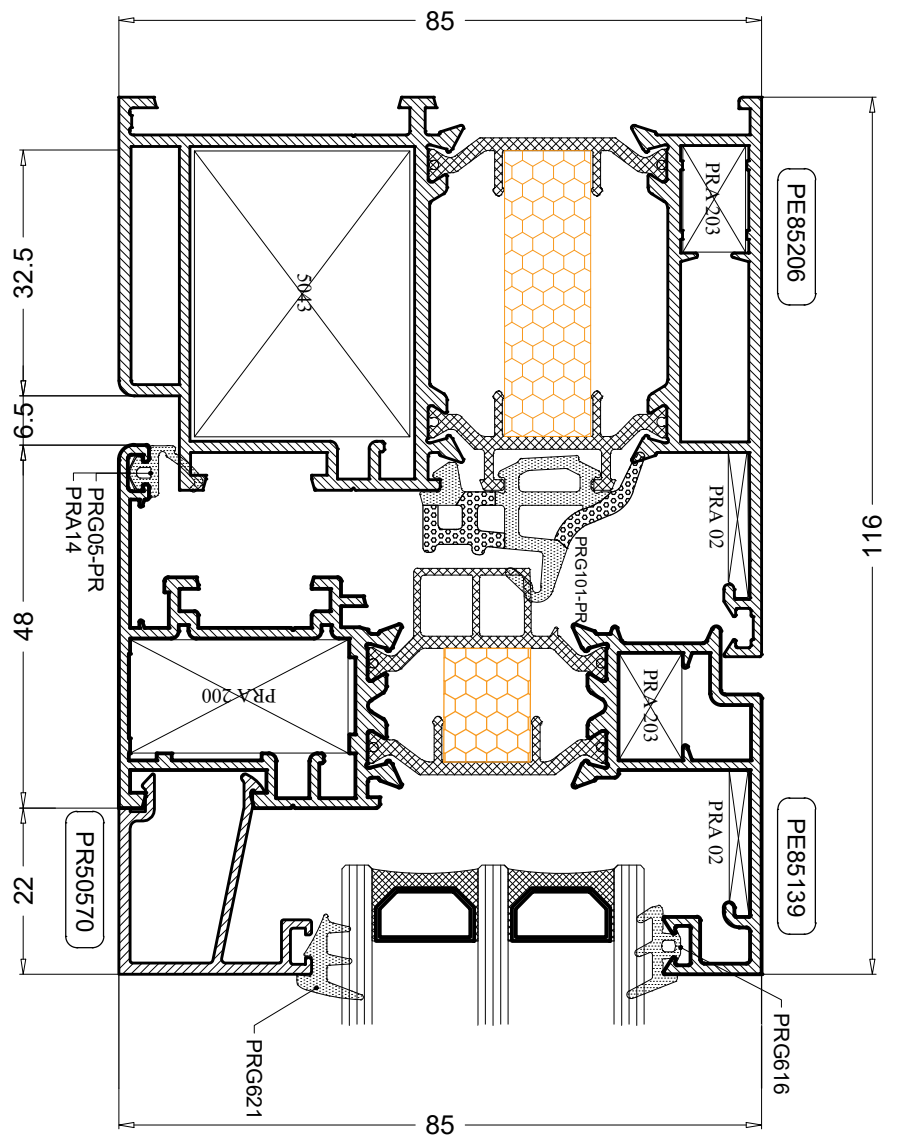 85
PE85206
PRA 203
32.5
5043
116
6.5
PRA 02
PRG05-PR
PRA14
PRG101-PR
48
PRA 200
PRA 203
PRA 02
PE85139
PR50570
22
PRG616
PRG621
85